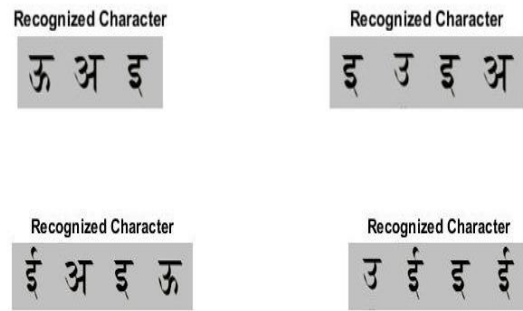 Recognized Character
ऊ अ इ
Recognized Character
इ उ इ अ
Recognized Character
ई अ इ ऊ
Recognized Character
उ ई इ ई